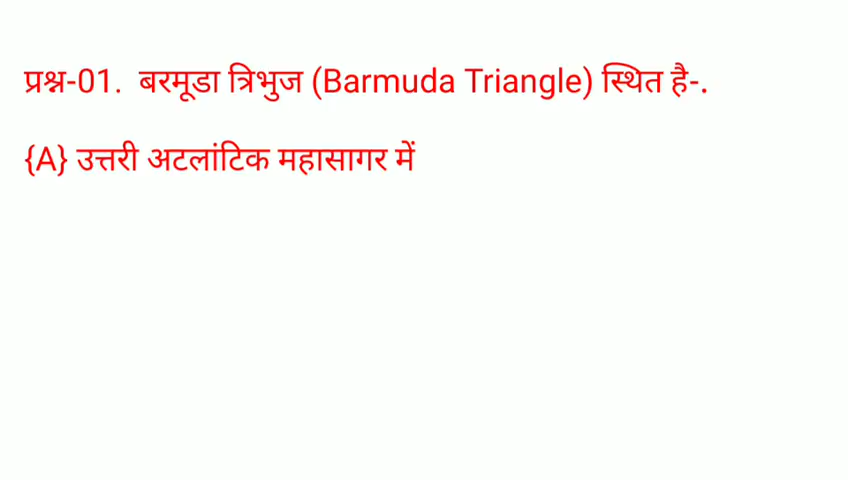 प्रश्न-01. बरमूडा त्रिभुज (Barmuda Triangle) स्थित है-.
{A} उत्तरी अटलांटिक महासागर में